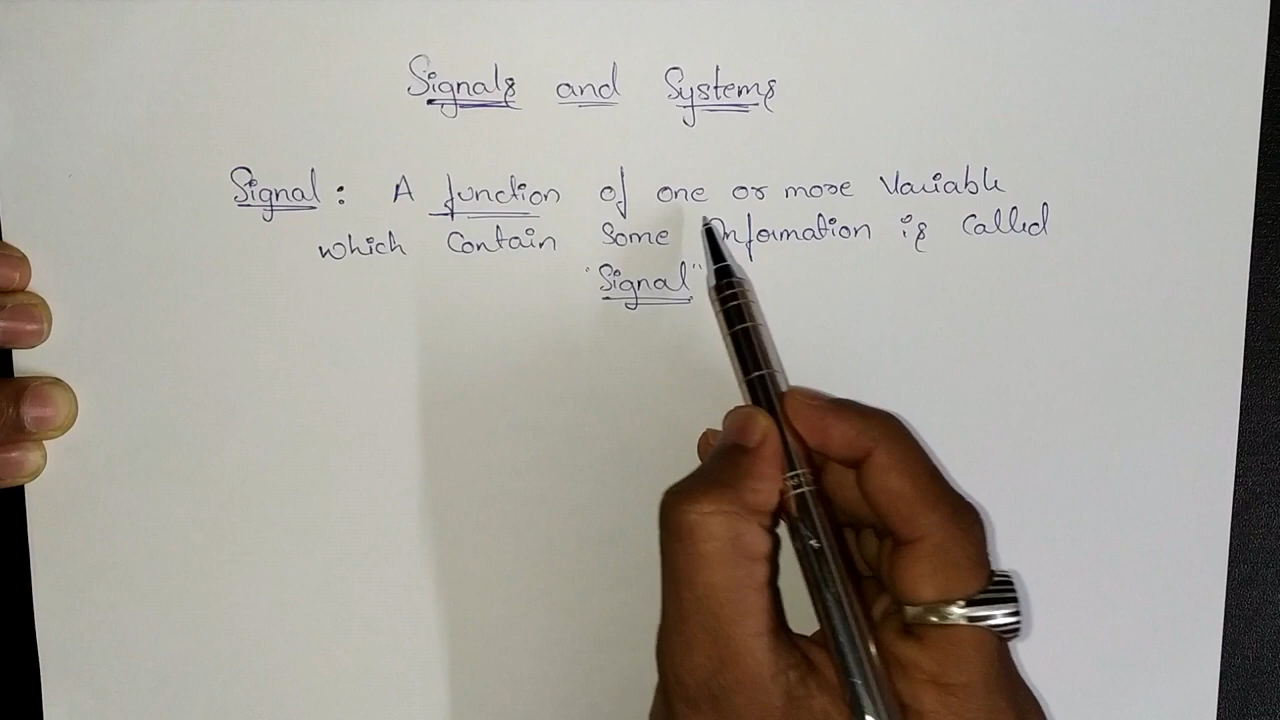 Signals and Systems
Signal: A function of one or more Variable
which Contain Some Information is Called
"Signal"